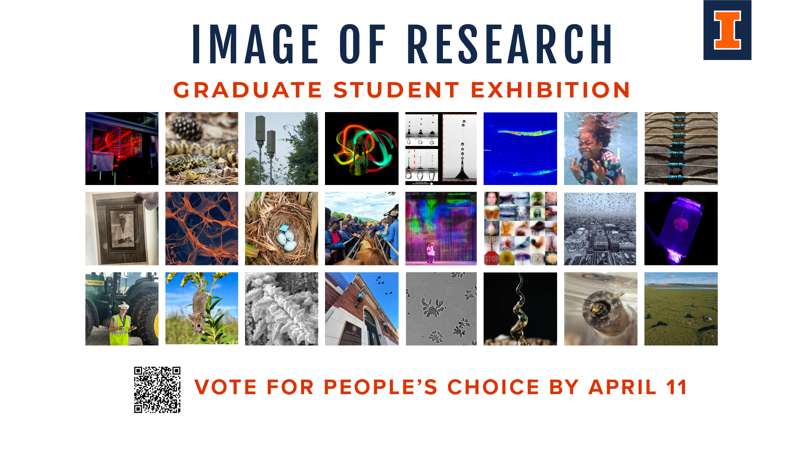 IMAGE OF RESEARCH
GRADUATE STUDENT EXHIBITION
VOTE FOR PEOPLE'S CHOICE BY APRIL 11